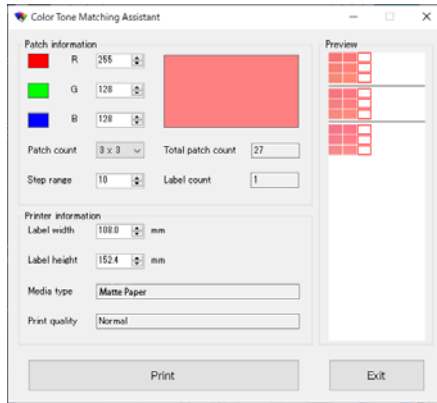 Color Tone Matching Assistant
Patch information
R 255
G 128
B 128
Patch count 3 x 3 Total patch count 27
Step range 10 Label count 1
Printer information
Label width 108.0 mm
Label height 152.4 mm
Media type Matte Paper
Print quality Normal
Preview
Print Exit